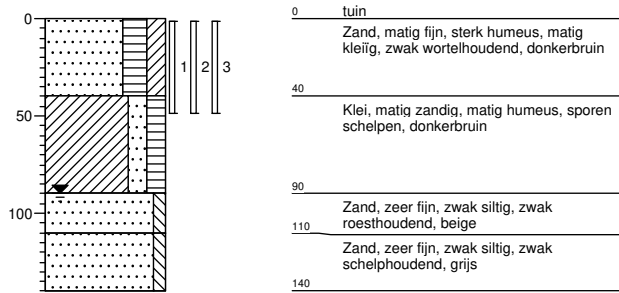 0
50
100
1
2
3
0 tuin
Zand, matig fijn, sterk humeus, matig
kleiïg, zwak wortelhoudend, donkerbruin
40
Klei, matig zandig, matig humeus, sporen
schelpen, donkerbruin
90
Zand, zeer fijn, zwak siltig, zwak
roesthoudend, beige
110
Zand, zeer fijn, zwak siltig, zwak
schelphoudend, grijs
140